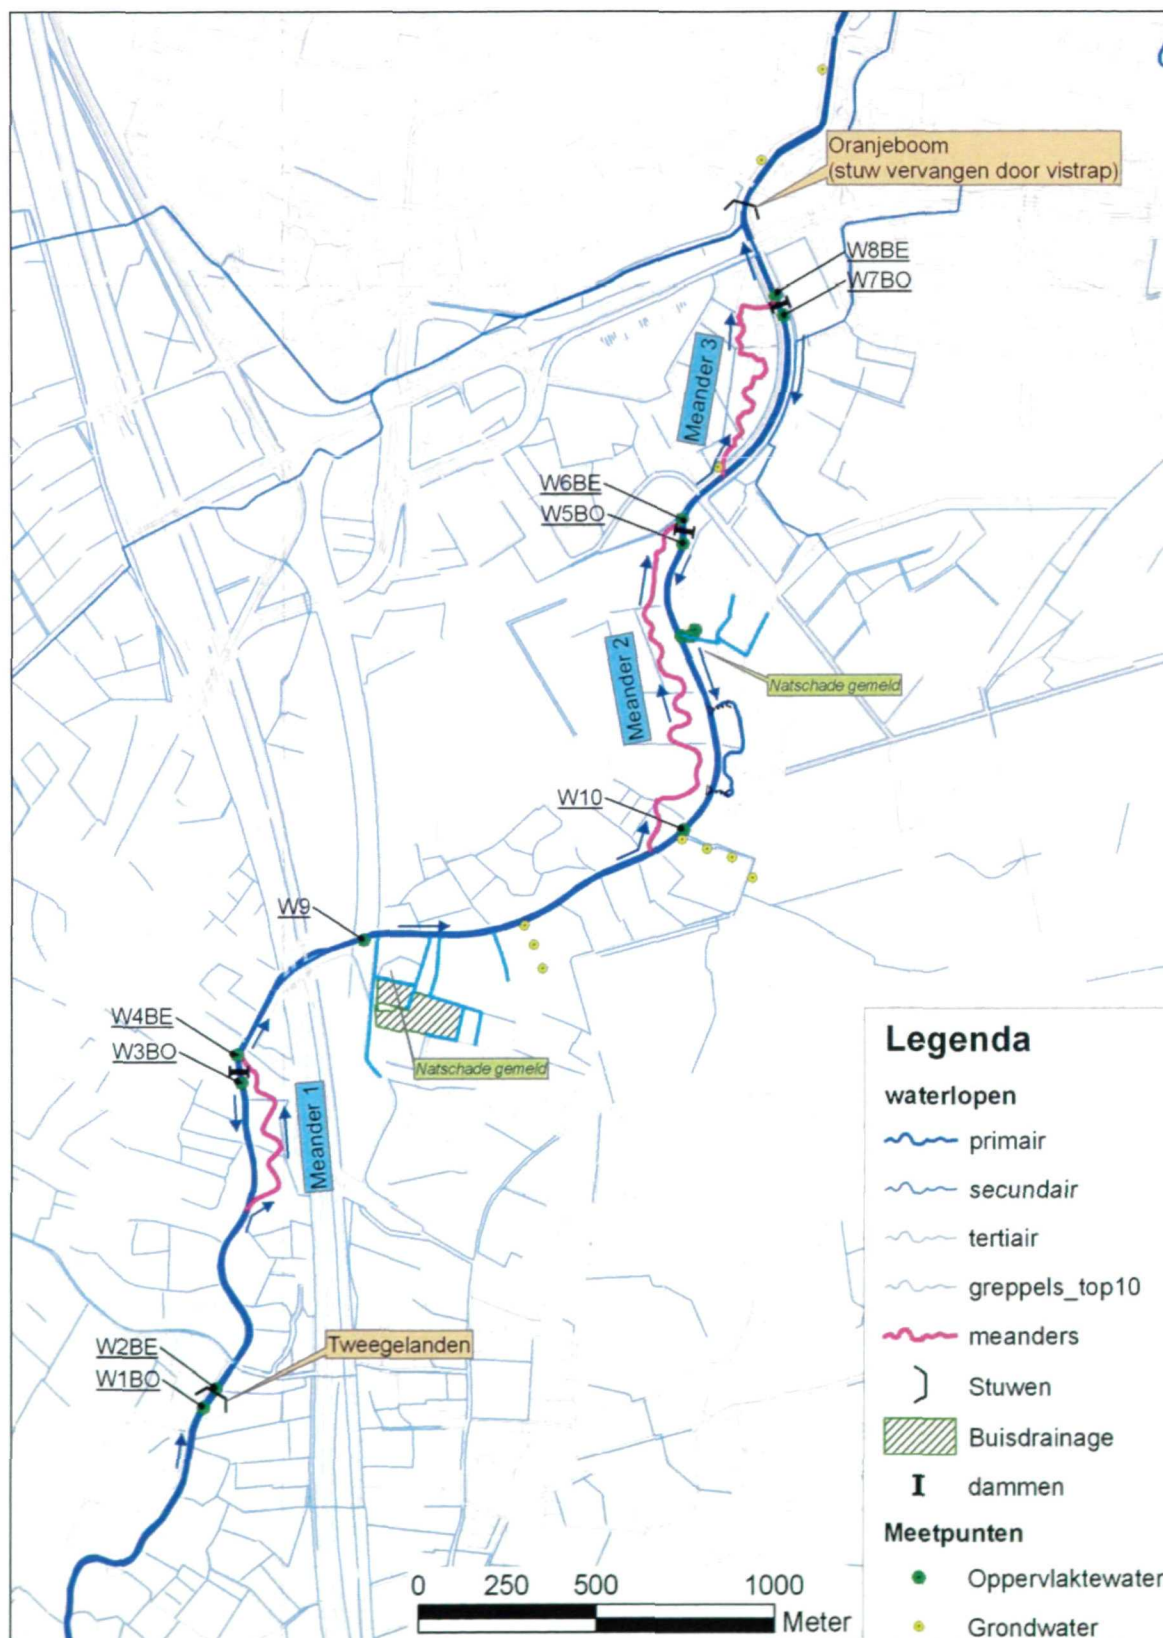 Oranjeboom
(stuw vervangen door vistrap)
W8BE
W7BO
Meander 3
W6BE
W5BO
Meander 2
Natschade gemeld
W10
W9
W4BE
W3BO
Natschade gemeld
Meander 1
W2BE
Tweegelanden
W1BO
Legenda
waterlopen
primair
secundair
tertiair
greppels_top10
meanders
Stuwen
Buisdrainage
dammen
Meetpunten
Oppervlaktewater
Grondwater
0 250 500 1000
Meter